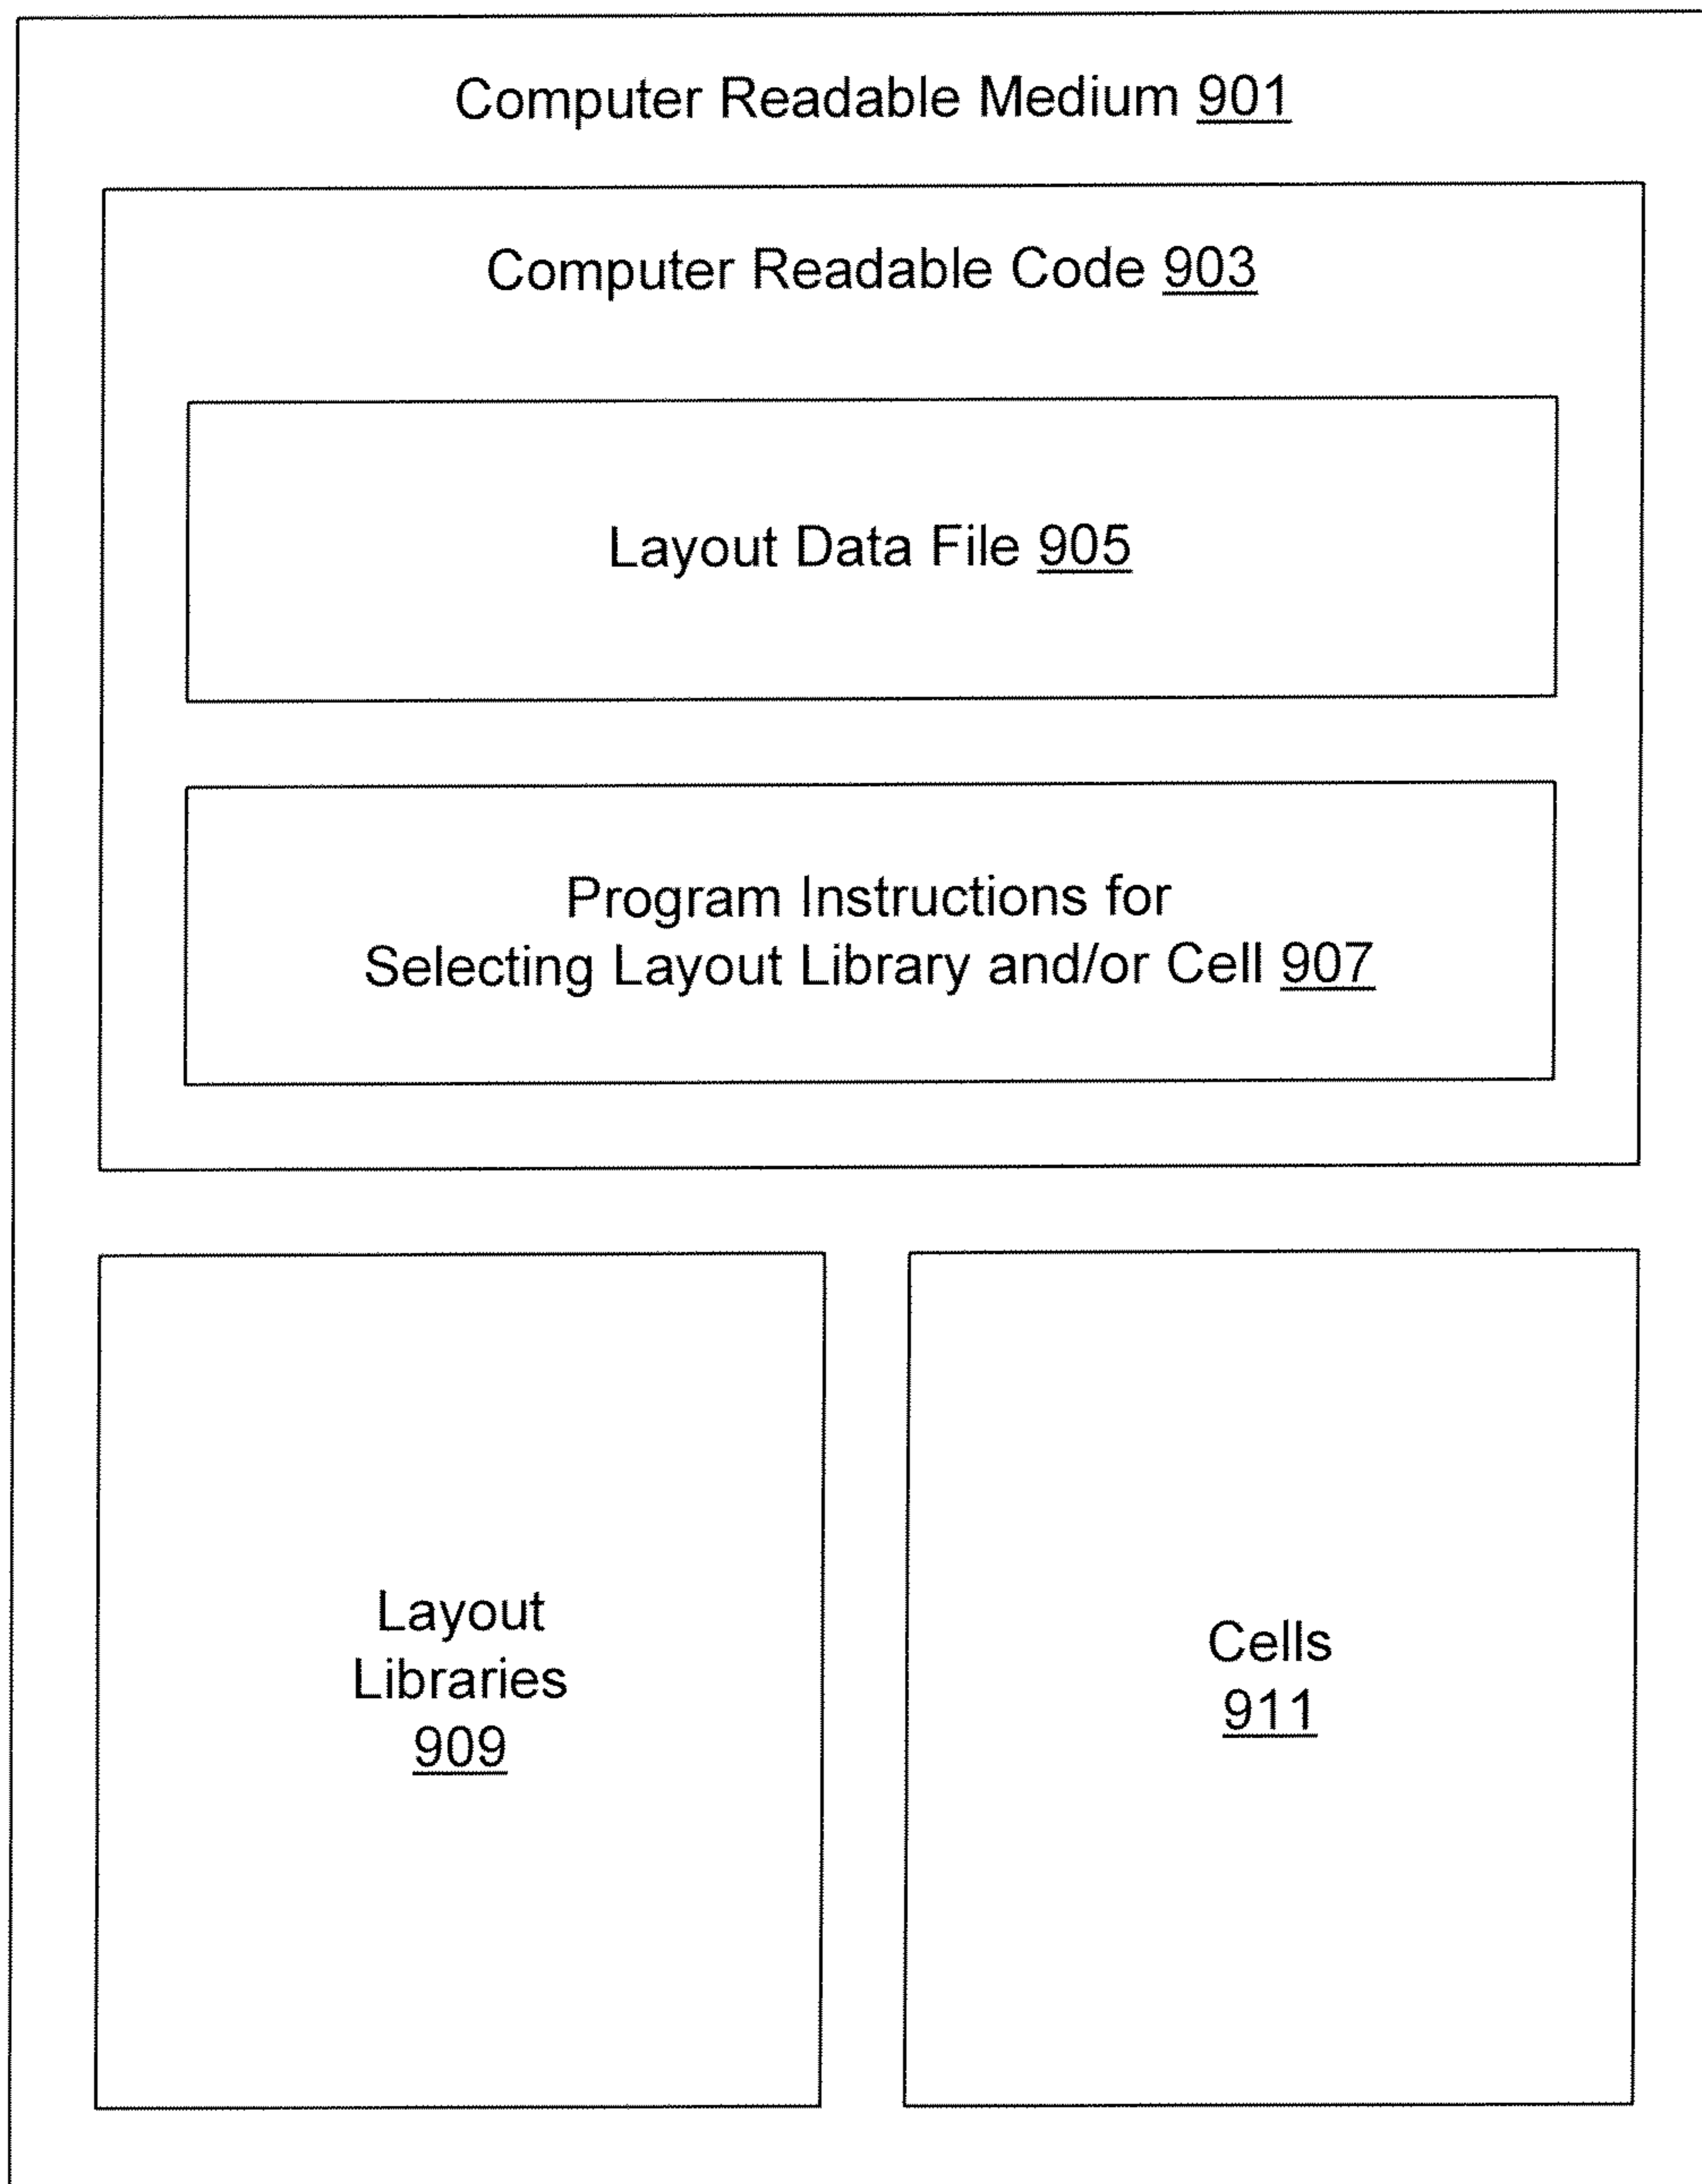 Computer Readable Medium 901
Computer Readable Code 903
Layout Data File 905
Program Instructions for
Selecting Layout Library and/or Cell 907
Layout
Libraries
909
Cells
911